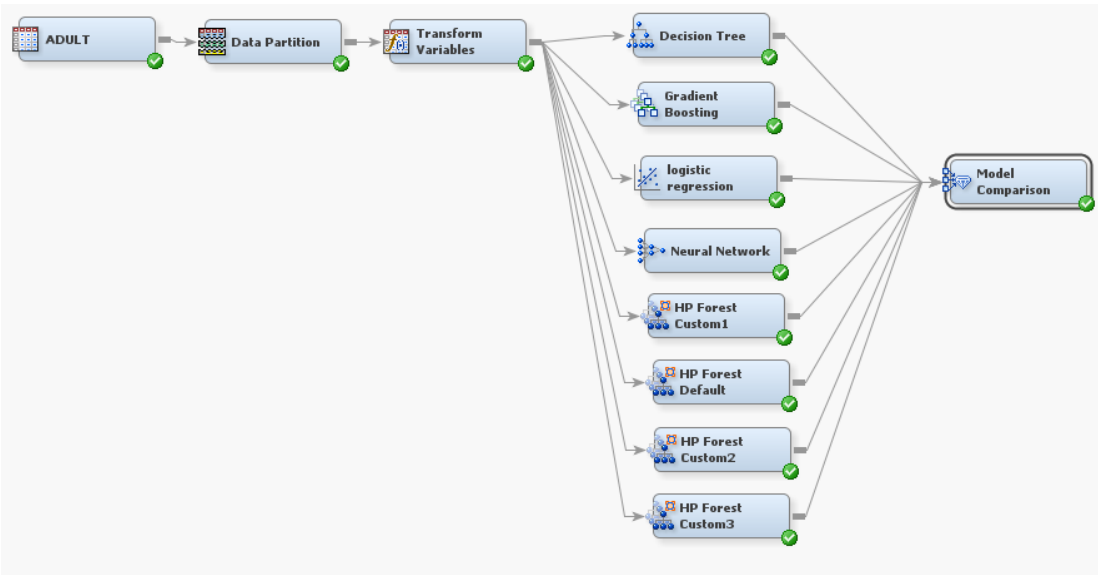 ADULT
Data Partition
Transform
Variables
Decision Tree
Gradient
Boosting
logistic
regression
Neural Network
HP Forest
Custom1
HP Forest
Default
HP Forest
Custom2
HP Forest
Custom3
Model
Comparison